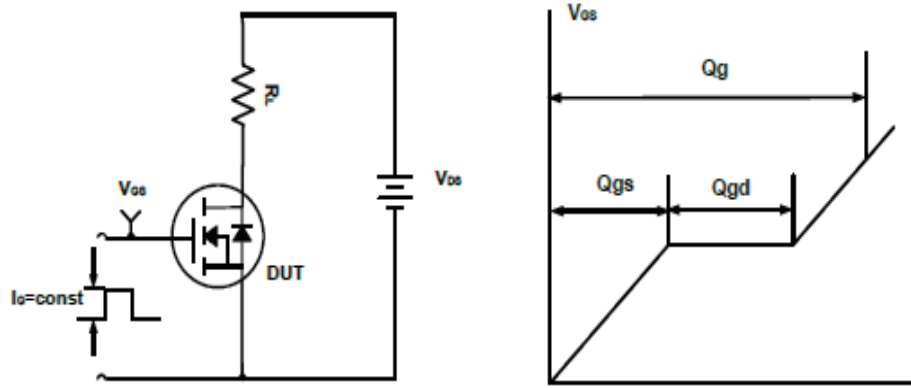 RL
VGS
VDS
DUT
IG=const
VGS
Qg
Qgs
Qgd